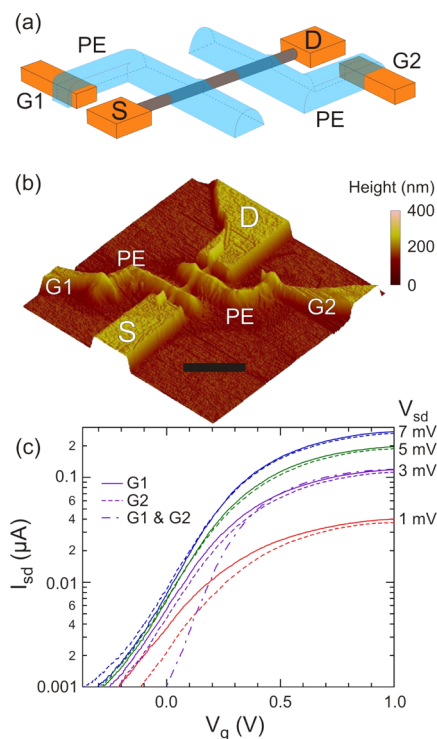 (a)
PE
D
G2
G1
S
PE
(b)
Height (nm)
400
200
0
D
PE
G1
G2
PE
S
V_sd
(c)
7 mV
2
5 mV
G1
G2
G1 & G2
0.1
3 mV
6
4
1 mV
2
0.01
6
4
2
0.001
I_sd (μA)
0.0
0.5
1.0
V_g (V)